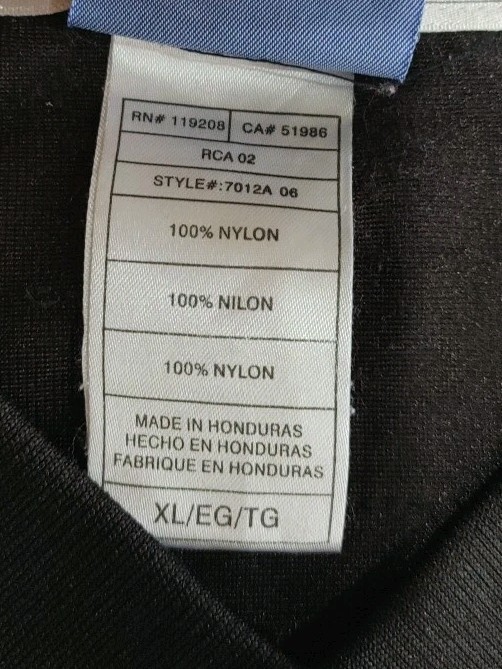 RN# 119208 CA# 51986
RCA 02
STYLE#:7012A 06
100% NYLON
100% NILON
100% NYLON
MADE IN HONDURAS
HECHO EN HONDURAS
FABRIQUE EN HONDURAS
XL/EG/TG